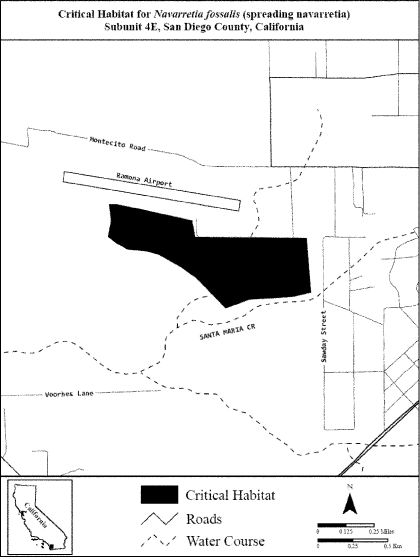 Critical Habitat for Navarretia fossalis (spreading navarretia)
Subunit 4E, San Diego County, California
Montecito Road
Ramona Airport
SANTA MARIA CR
Sawday Street
Voorhes Lane
California
Critical Habitat
Roads
Water Course
N
0 0.125 0.25 Miles
0 0.25 0.5 Km